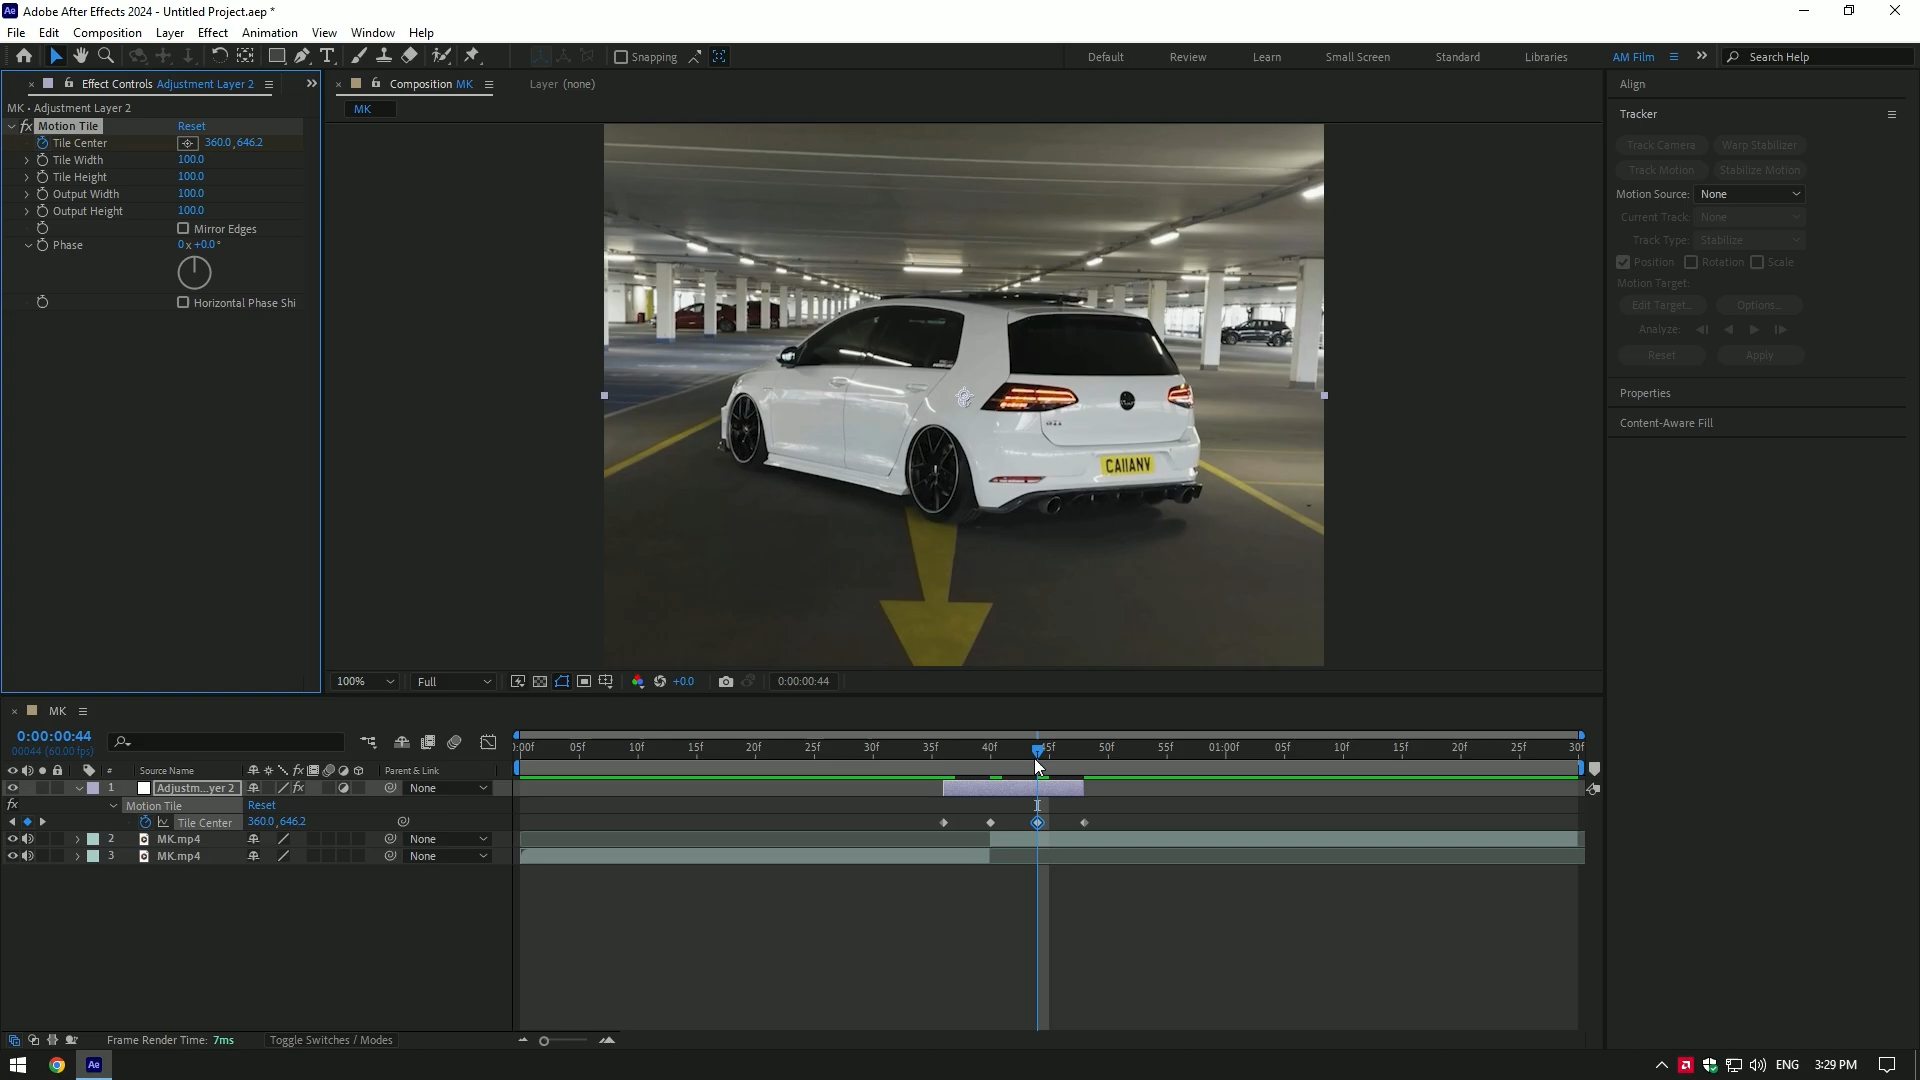 Adobe After Effects 2024 - Untitled Project.aep *
File Edit Composition Layer Effect Animation View Window Help
Snapping
Default Review Learn Small Screen Standard Libraries AM Film Search Help
Effect Controls Adjustment Layer 2
MK • Adjustment Layer 2
fx Motion Tile Reset
Tile Center 360.0, 646.2
Tile Width 100.0
Tile Height 100.0
Output Width 100.0
Output Height 100.0
Mirror Edges
Phase 0 x +0.0 °
Horizontal Phase Shi
Composition MK Layer (none)
MK
CA11ANV
100% Full +0.0 0:00:00:44
Align
Tracker
Track Camera Warp Stabilizer
Track Motion Stabilize Motion
Motion Source: None
Current Track: None
Track Type: Stabilize
Position Rotation Scale
Motion Target:
Edit Target... Options...
Analyze:
Reset Apply
Properties
Content-Aware Fill
MK
0:00:00:44
00044 (60.00 fps)
):00f 05f 10f 15f 20f 25f 30f 35f 40f 45f 50f 55f 01:00f 05f 10f 15f 20f 25f 30f
# Source Name fx Parent & Link
1 Adjustm...yer 2 fx None
fx Motion Tile Reset
Tile Center 360.0, 646.2
2 MK.mp4 None
3 MK.mp4 None
Frame Render Time: 7ms Toggle Switches / Modes
Ae ENG 3:29 PM